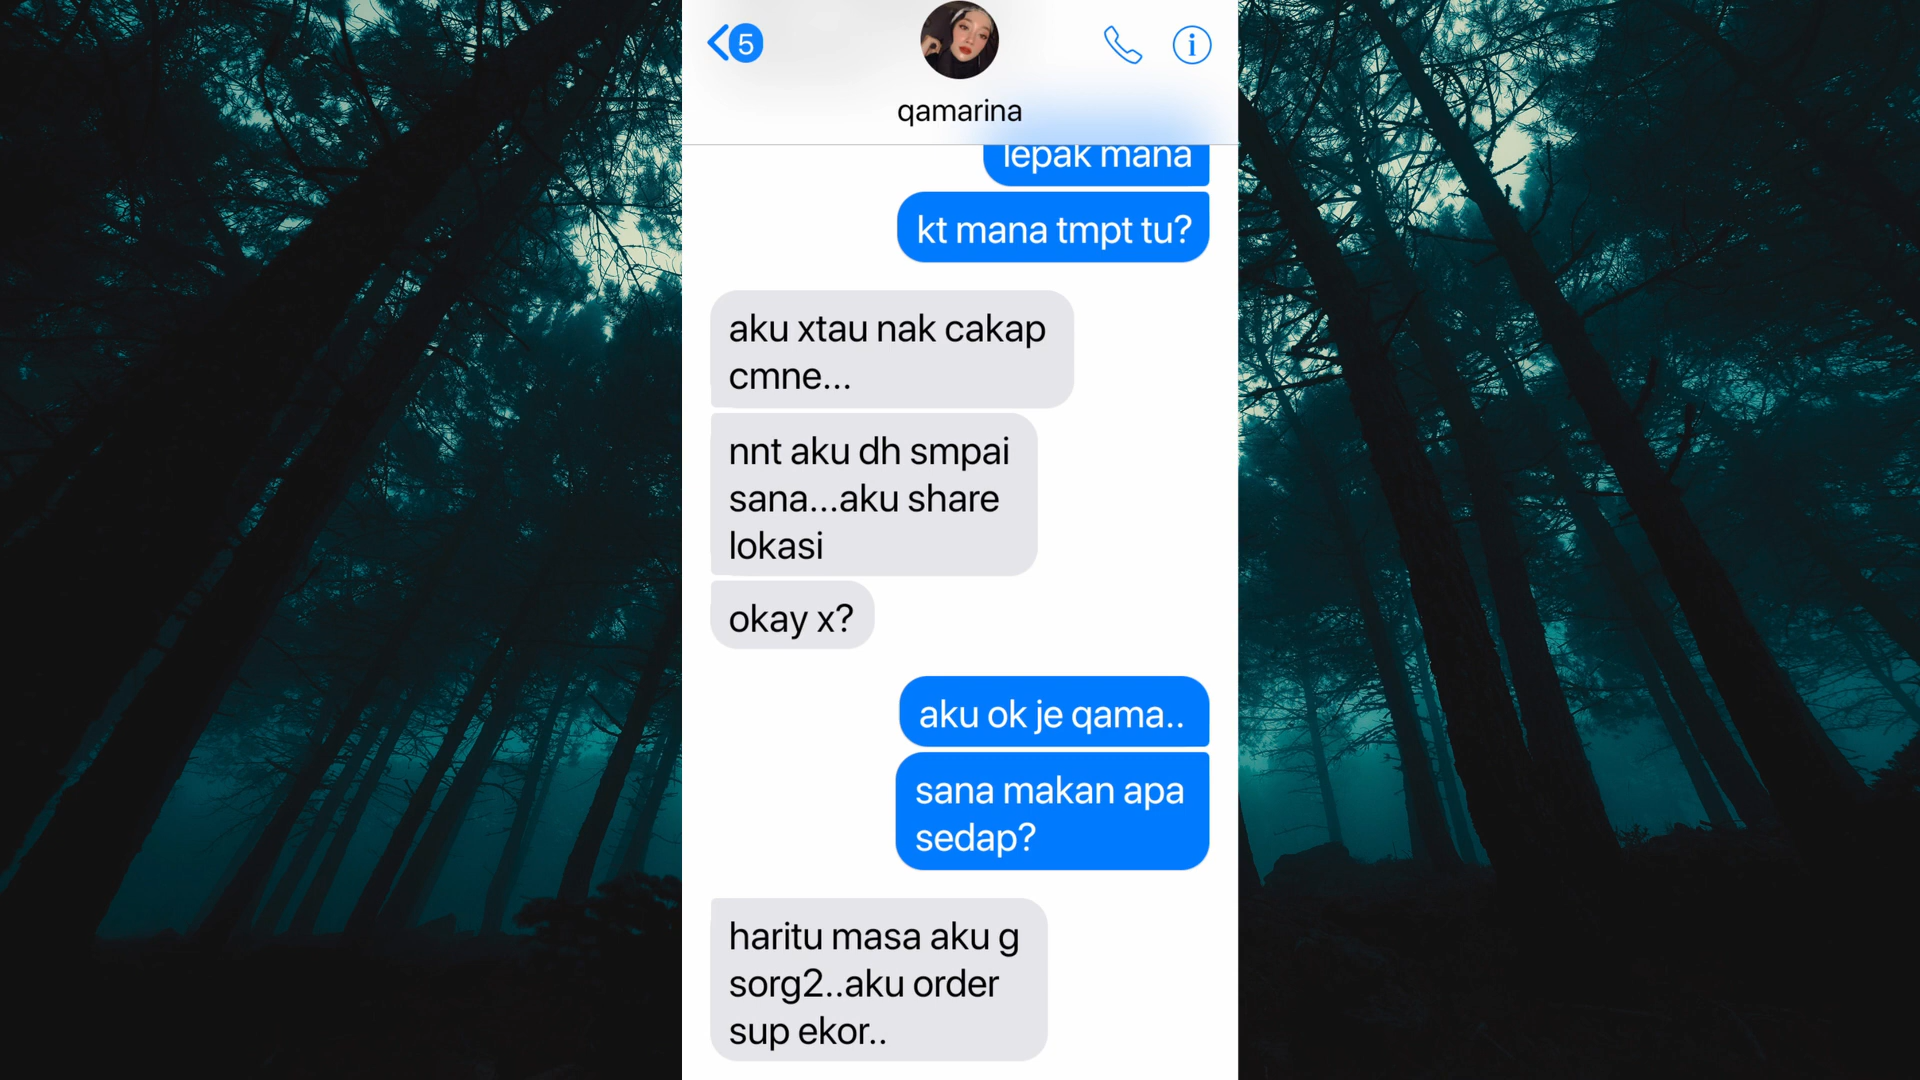 5
qamarina
lepak mana
kt mana tmpt tu?
aku xtau nak cakap
cmne...
nnt aku dh smpai
sana...aku share
lokasi
okay x?
aku ok je qama..
sana makan apa
sedap?
haritu masa aku g
sorg2..aku order
sup ekor..